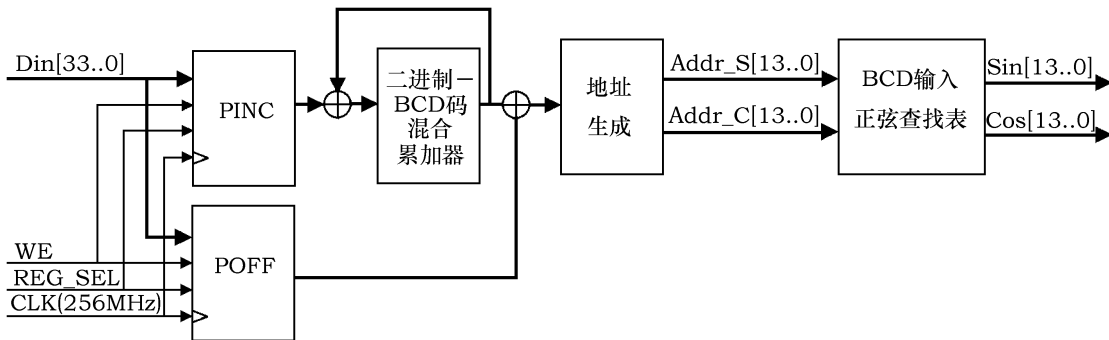 Din[33..0]
PINC
二进制－
BCD码
混合
累加器
地址
生成
Addr_S[13..0]
Addr_C[13..0]
BCD输入
正弦查找表
Sin[13..0]
Cos[13..0]
WE
REG_SEL
CLK(256MHz)
POFF